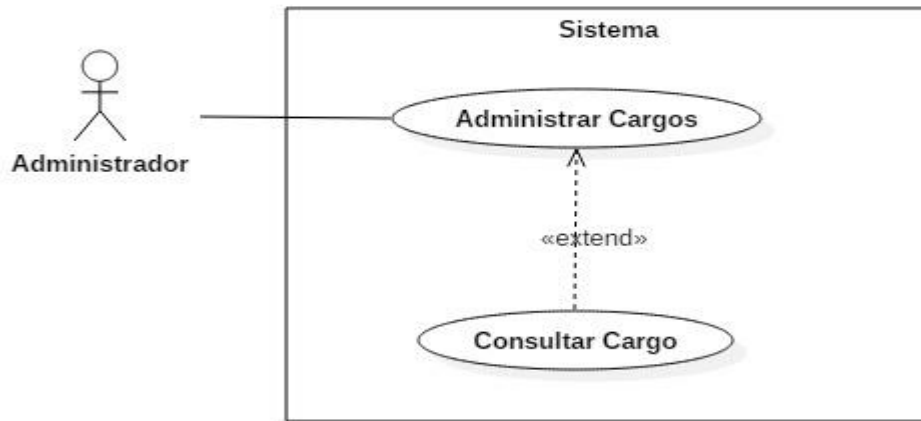 Sistema
Administrar Cargos
Administrador
«extend»
Consultar Cargo